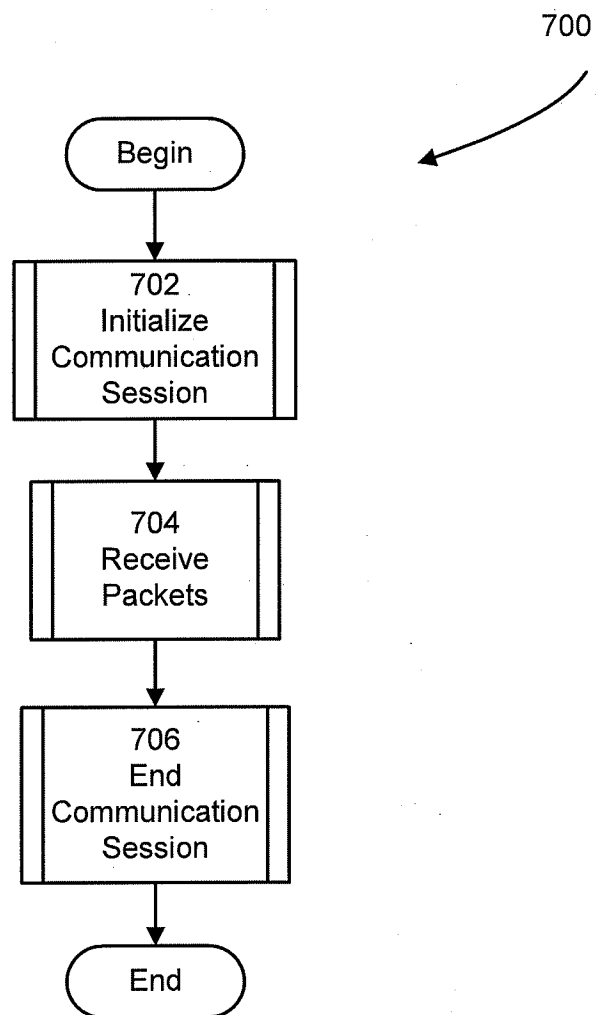 700
Begin
702
Initialize
Communication
Session
704
Receive
Packets
706
End
Communication
Session
End